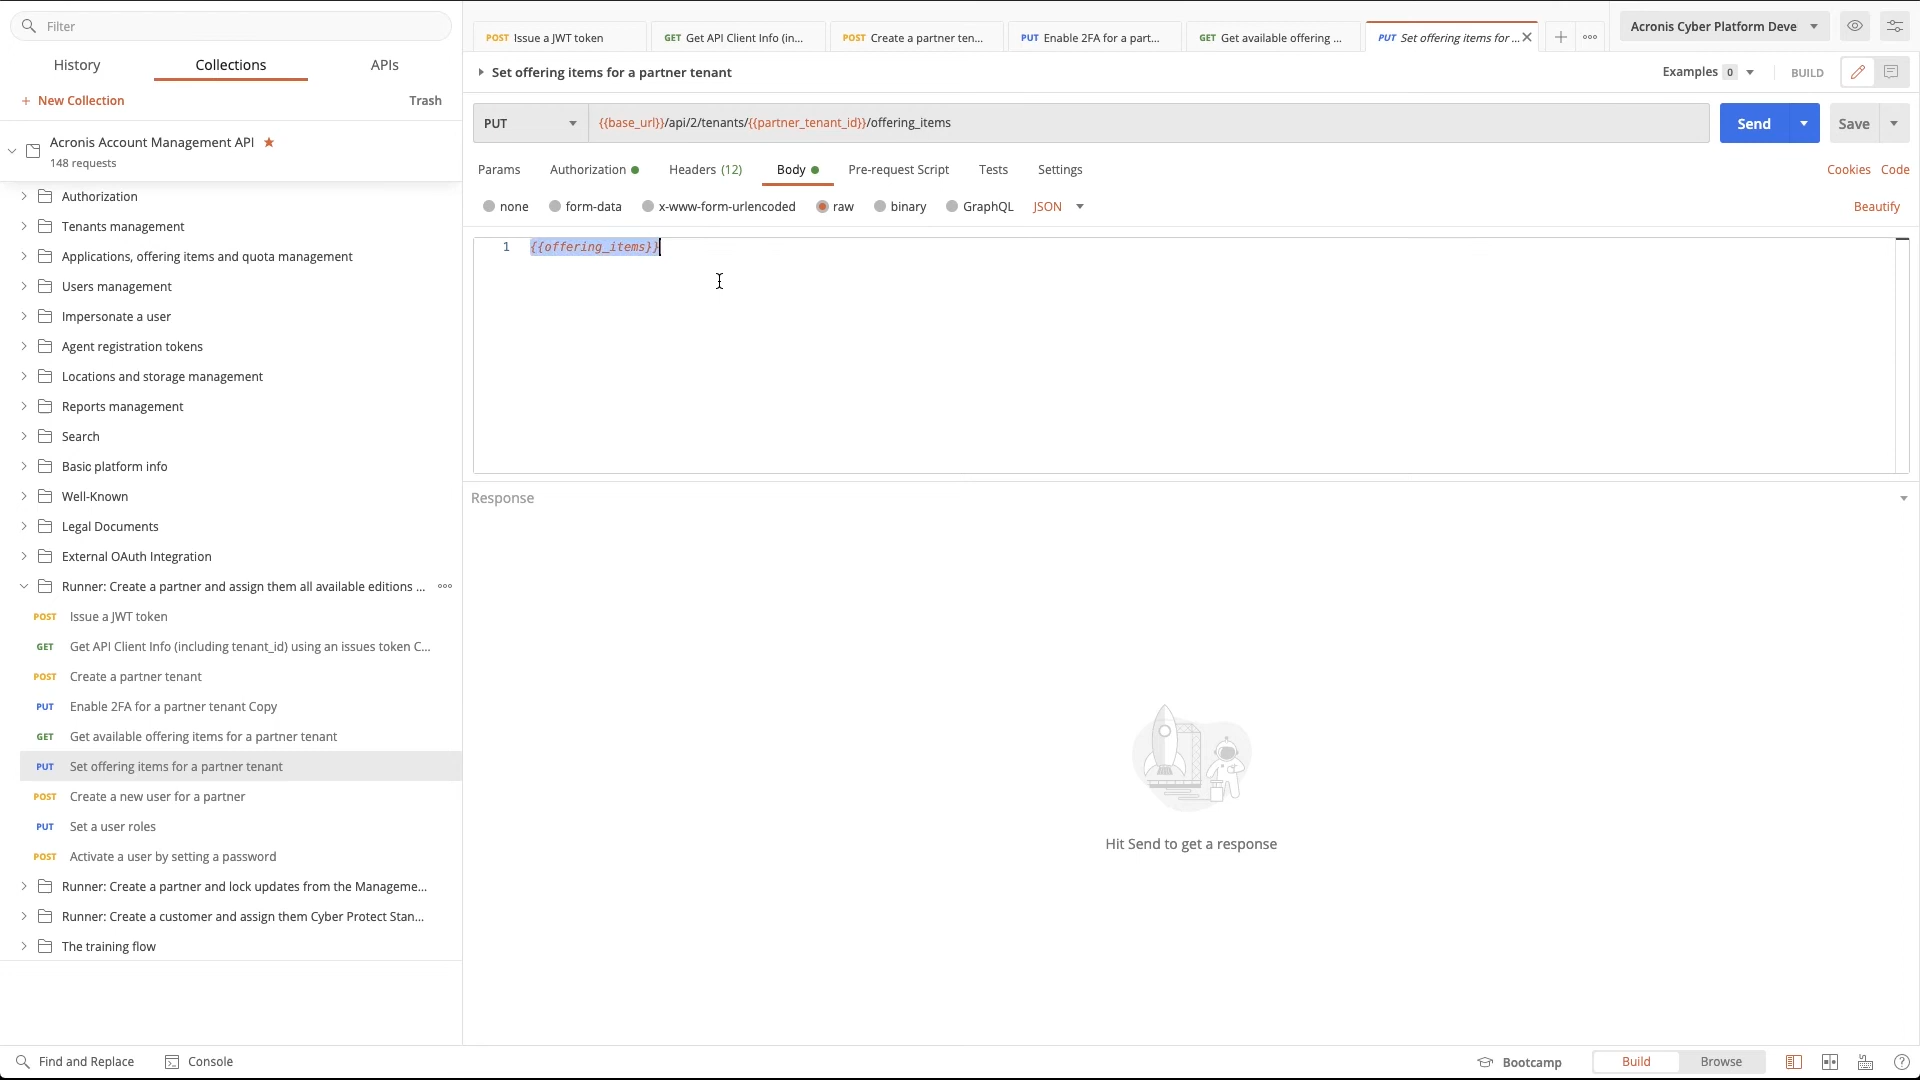 Filter
History Collections APIs
+ New Collection Trash
Acronis Account Management API
148 requests
Authorization
Tenants management
Applications, offering items and quota management
Users management
Impersonate a user
Agent registration tokens
Locations and storage management
Reports management
Search
Basic platform info
Well-Known
Legal Documents
External OAuth Integration
Runner: Create a partner and assign them all available editions ...
POST Issue a JWT token
GET Get API Client Info (including tenant_id) using an issues token C...
POST Create a partner tenant
PUT Enable 2FA for a partner tenant Copy
GET Get available offering items for a partner tenant
PUT Set offering items for a partner tenant
POST Create a new user for a partner
PUT Set a user roles
POST Activate a user by setting a password
Runner: Create a partner and lock updates from the Manageme...
Runner: Create a customer and assign them Cyber Protect Stan...
The training flow
POST Issue a JWT token GET Get API Client Info (in... POST Create a partner ten... PUT Enable 2FA for a part... GET Get available offering ... PUT Set offering items for ... Acronis Cyber Platform Deve
Set offering items for a partner tenant Examples 0 BUILD
PUT {{base_url}}/api/2/tenants/{{partner_tenant_id}}/offering_items Send Save
Params Authorization Headers (12) Body Pre-request Script Tests Settings Cookies Code
none form-data x-www-form-urlencoded raw binary GraphQL JSON Beautify
1 {{offering_items}}
Response
Hit Send to get a response
Find and Replace Console Bootcamp Build Browse